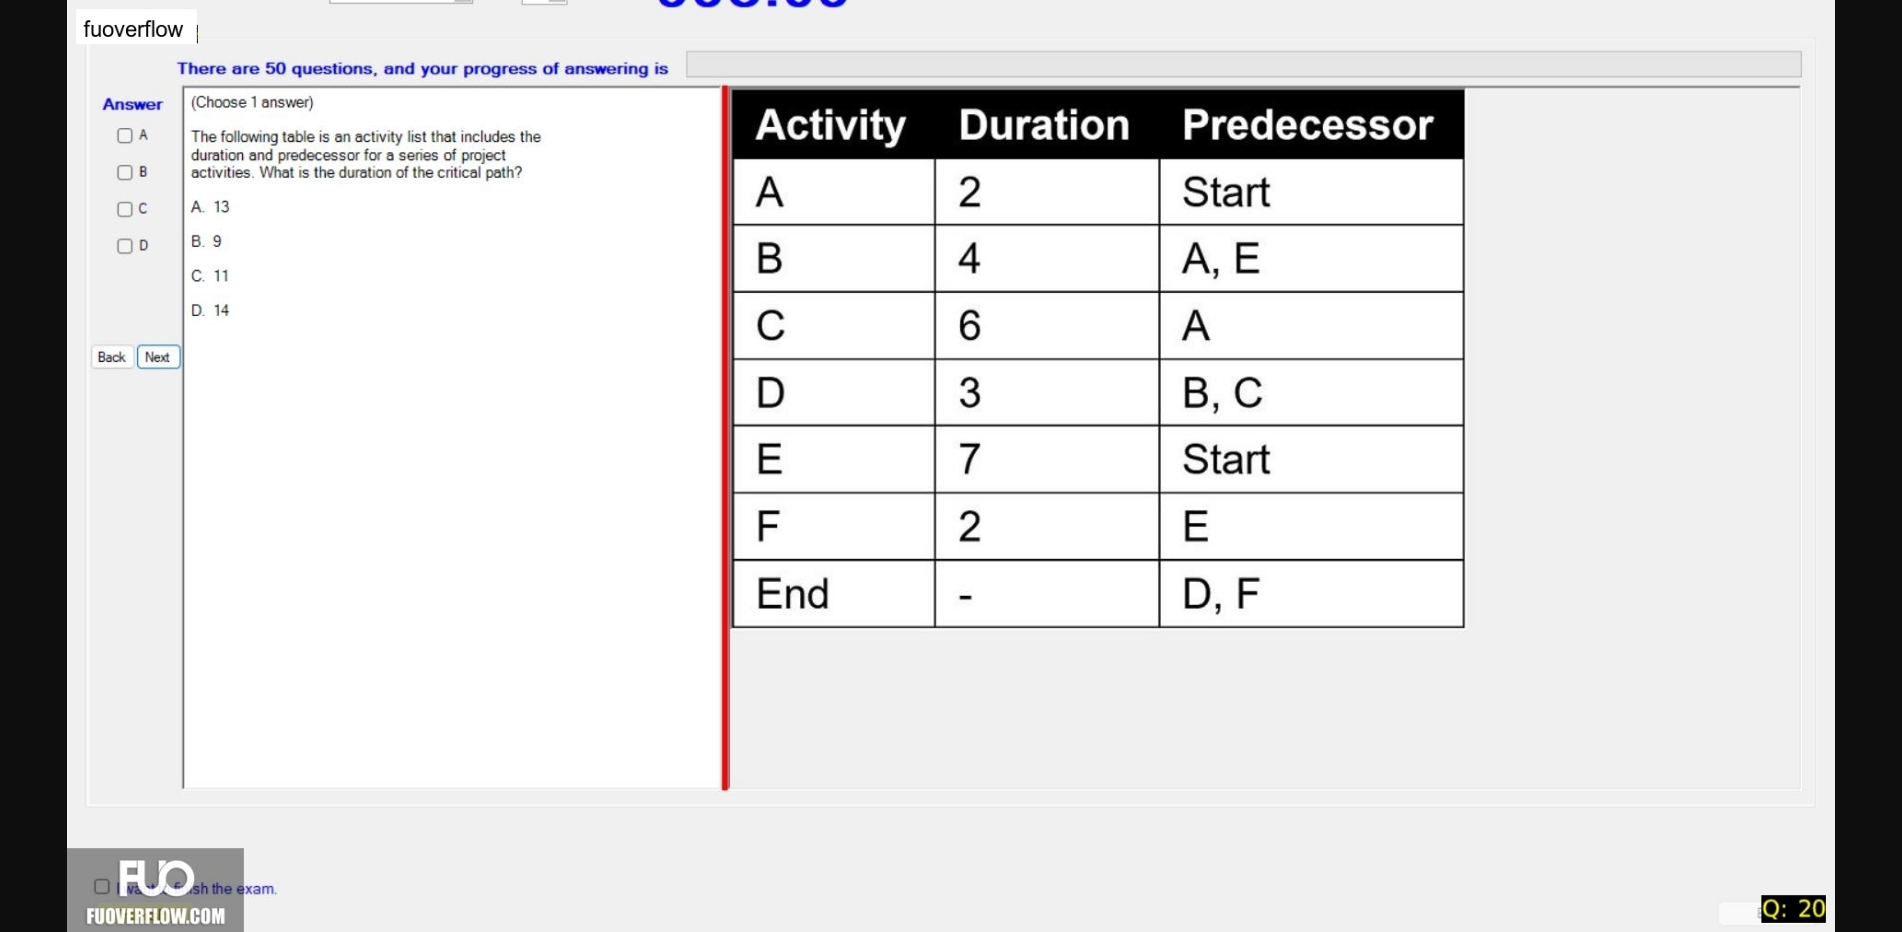 fuoverflow
There are 50 questions, and your progress of answering is
Answer
A
B
C
D
Back
Next
(Choose 1 answer)
The following table is an activity list that includes the
duration and predecessor for a series of project
activities. What is the duration of the critical path?
A. 13
B. 9
C. 11
D. 14
Activity Duration Predecessor
A 2 Start
B 4 A, E
C 6 A
D 3 B, C
E 7 Start
F 2 E
End - D, F
FUO
sh the exam.
FUOVERFLOW.COM
Q: 20